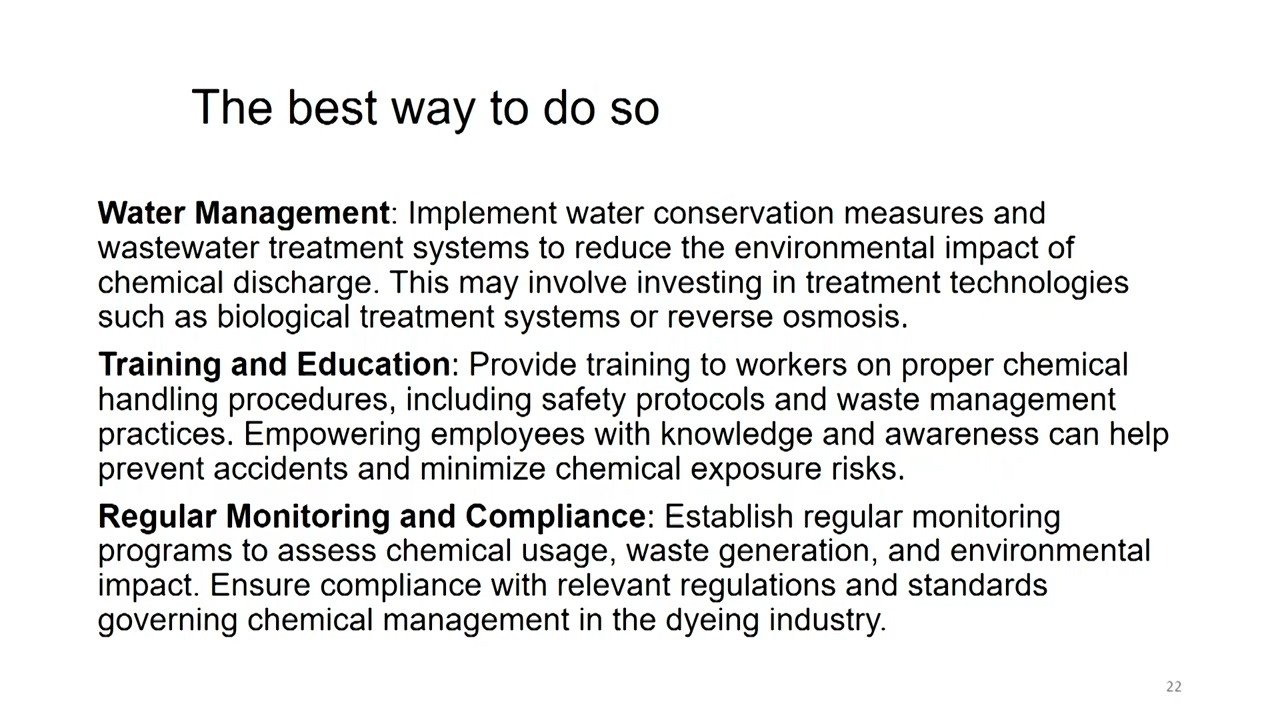 The best way to do so
Water Management: Implement water conservation measures and
wastewater treatment systems to reduce the environmental impact of
chemical discharge. This may involve investing in treatment technologies
such as biological treatment systems or reverse osmosis.
Training and Education: Provide training to workers on proper chemical
handling procedures, including safety protocols and waste management
practices. Empowering employees with knowledge and awareness can help
prevent accidents and minimize chemical exposure risks.
Regular Monitoring and Compliance: Establish regular monitoring
programs to assess chemical usage, waste generation, and environmental
impact. Ensure compliance with relevant regulations and standards
governing chemical management in the dyeing industry.
22